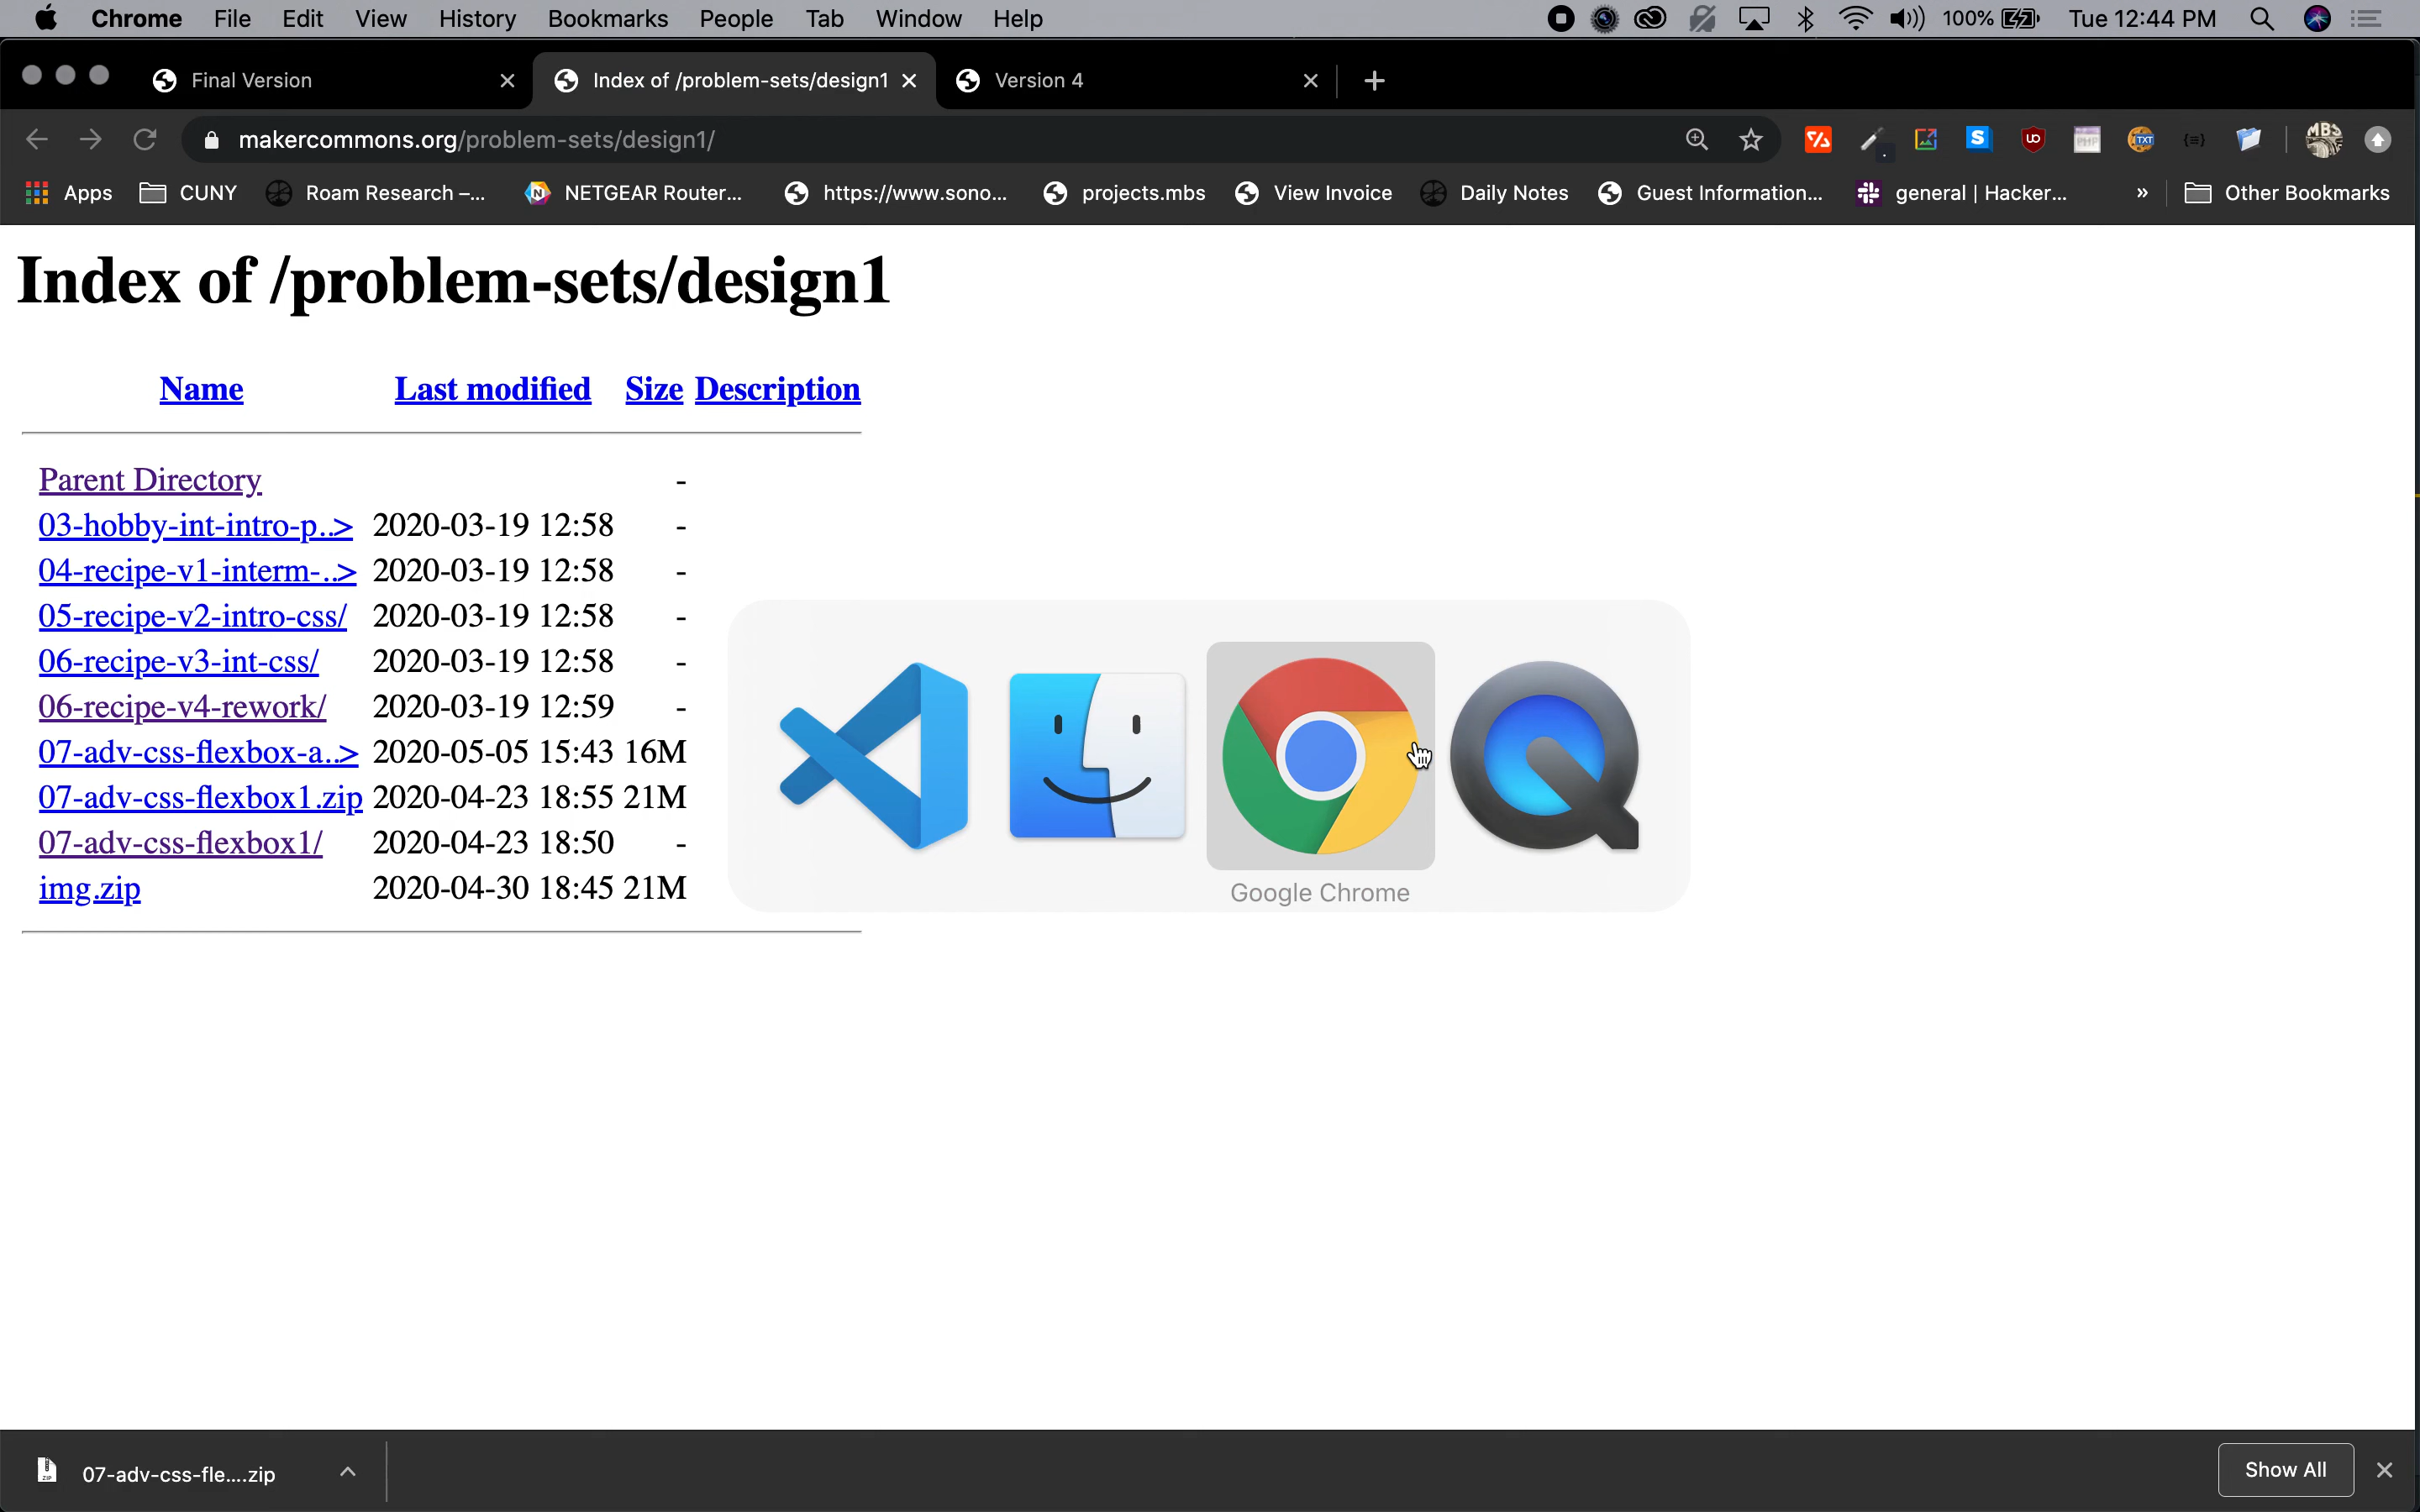 Chrome File Edit View History Bookmarks People Tab Window Help 100% Tue 12:44 PM
Final Version Index of /problem-sets/design1 Version 4
makercommons.org/problem-sets/design1/
Apps CUNY Roam Research –... NETGEAR Router... https://www.sono... projects.mbs View Invoice Daily Notes Guest Information... general | Hacker... » Other Bookmarks
Index of /problem-sets/design1
Name Last modified Size Description
Parent Directory -
03-hobby-int-intro-p..> 2020-03-19 12:58 -
04-recipe-v1-interm-..> 2020-03-19 12:58 -
05-recipe-v2-intro-css/ 2020-03-19 12:58 -
06-recipe-v3-int-css/ 2020-03-19 12:58 -
06-recipe-v4-rework/ 2020-03-19 12:59 -
07-adv-css-flexbox-a..> 2020-05-05 15:43 16M
07-adv-css-flexbox1.zip 2020-04-23 18:55 21M
07-adv-css-flexbox1/ 2020-04-23 18:50 -
img.zip 2020-04-30 18:45 21M
Google Chrome
07-adv-css-fle....zip Show All